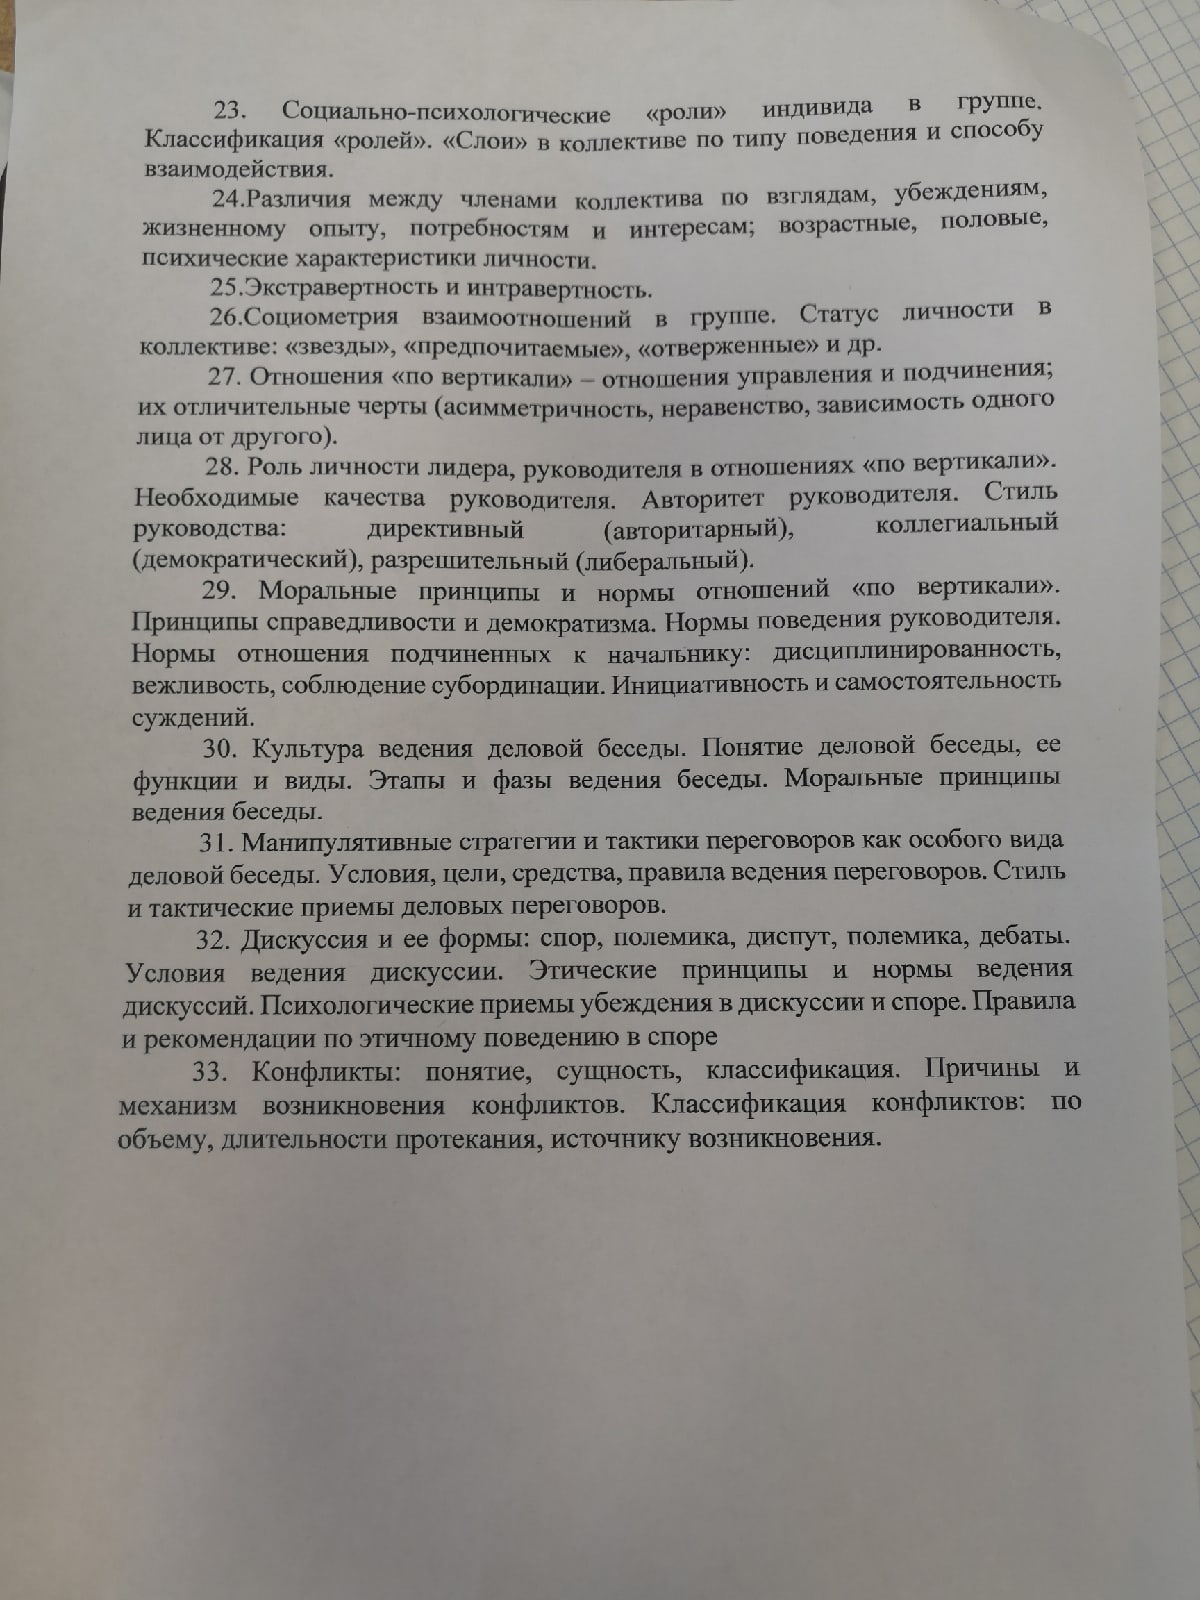 23. Социально-психологические «роли» индивида в группе.
Классификация «ролей». «Слои» в коллективе по типу поведения и способу
взаимодействия.
24.Различия между членами коллектива по взглядам, убеждениям,
жизненному опыту, потребностям и интересам; возрастные, половые,
психические характеристики личности.
25.Экстравертность и интравертность.
26.Социометрия взаимоотношений в группе. Статус личности в
коллективе: «звезды», «предпочитаемые», «отверженные» и др.
27. Отношения «по вертикали» – отношения управления и подчинения;
их отличительные черты (асимметричность, неравенство, зависимость одного
лица от другого).
28. Роль личности лидера, руководителя в отношениях «по вертикали».
Необходимые качества руководителя. Авторитет руководителя. Стиль
руководства: директивный (авторитарный), коллегиальный
(демократический), разрешительный (либеральный).
29. Моральные принципы и нормы отношений «по вертикали».
Принципы справедливости и демократизма. Нормы поведения руководителя.
Нормы отношения подчиненных к начальнику: дисциплинированность,
вежливость, соблюдение субординации. Инициативность и самостоятельность
суждений.
30. Культура ведения деловой беседы. Понятие деловой беседы, ее
функции и виды. Этапы и фазы ведения беседы. Моральные принципы
ведения беседы.
31. Манипулятивные стратегии и тактики переговоров как особого вида
деловой беседы. Условия, цели, средства, правила ведения переговоров. Стиль
и тактические приемы деловых переговоров.
32. Дискуссия и ее формы: спор, полемика, диспут, полемика, дебаты.
Условия ведения дискуссии. Этические принципы и нормы ведения
дискуссий. Психологические приемы убеждения в дискуссии и споре. Правила
и рекомендации по этичному поведению в споре
33. Конфликты: понятие, сущность, классификация. Причины и
механизм возникновения конфликтов. Классификация конфликтов: по
объему, длительности протекания, источнику возникновения.